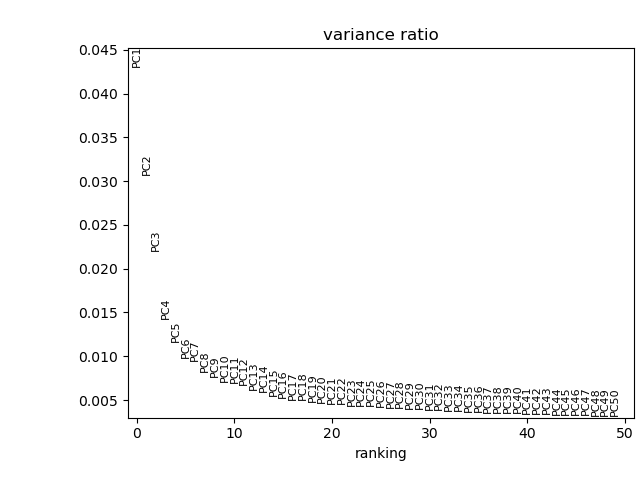 variance ratio
0.045
0.040
0.035
0.030
0.025
0.020
0.015
0.010
0.005
PC1
PC2
PC3
PC4
PC5
PC6
PC7
PC8
PC9
PC10
PC11
PC12
PC13
PC14
PC15
PC16
PC17
PC18
PC19
PC20
PC21
PC22
PC23
PC24
PC25
PC26
PC27
PC28
PC29
PC30
PC31
PC32
PC33
PC34
PC35
PC36
PC37
PC38
PC39
PC40
PC41
PC42
PC43
PC44
PC45
PC46
PC47
PC48
PC49
PC50
0 10 20 30 40 50
ranking